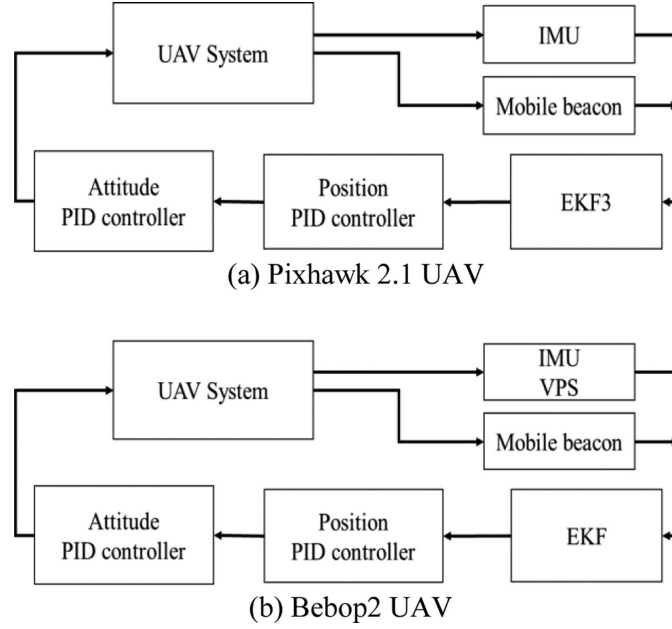 UAV System
IMU
Mobile beacon
Attitude
PID controller
Position
PID controller
EKF3
(a) Pixhawk 2.1 UAV
UAV System
IMU
VPS
Mobile beacon
Attitude
PID controller
Position
PID controller
EKF
(b) Bebop2 UAV